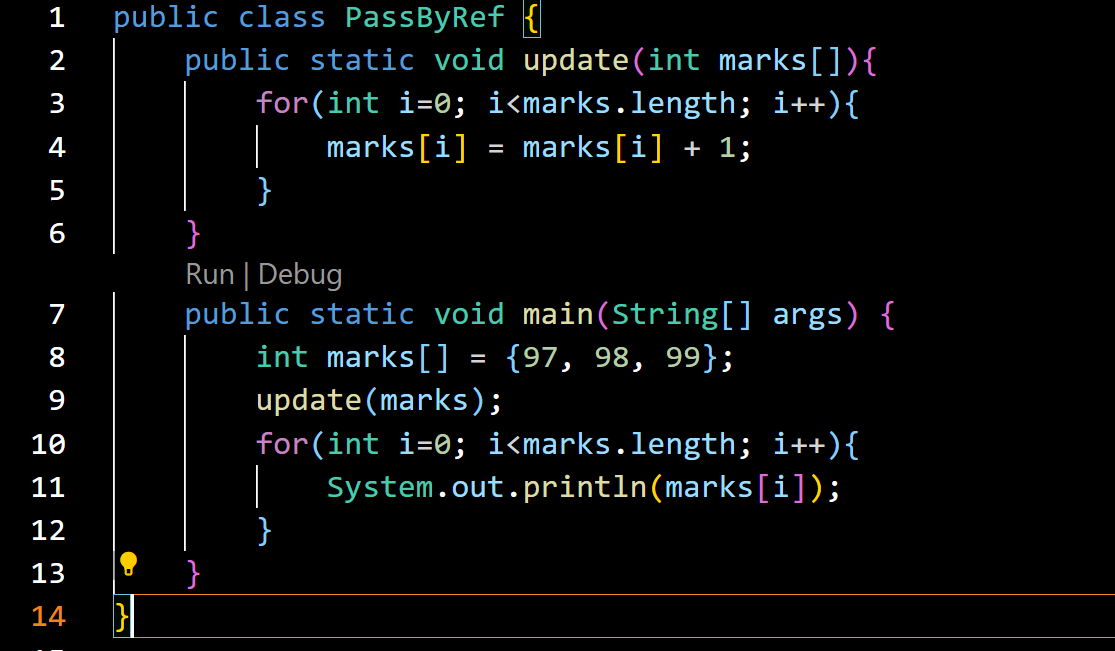 1 public class PassByRef {
2     public static void update(int marks[]){
3         for(int i=0; i<marks.length; i++){
4             marks[i] = marks[i] + 1;
5         }
6     }
Run | Debug
7     public static void main(String[] args) {
8         int marks[] = {97, 98, 99};
9         update(marks);
10         for(int i=0; i<marks.length; i++){
11             System.out.println(marks[i]);
12         }
13     }
14 }